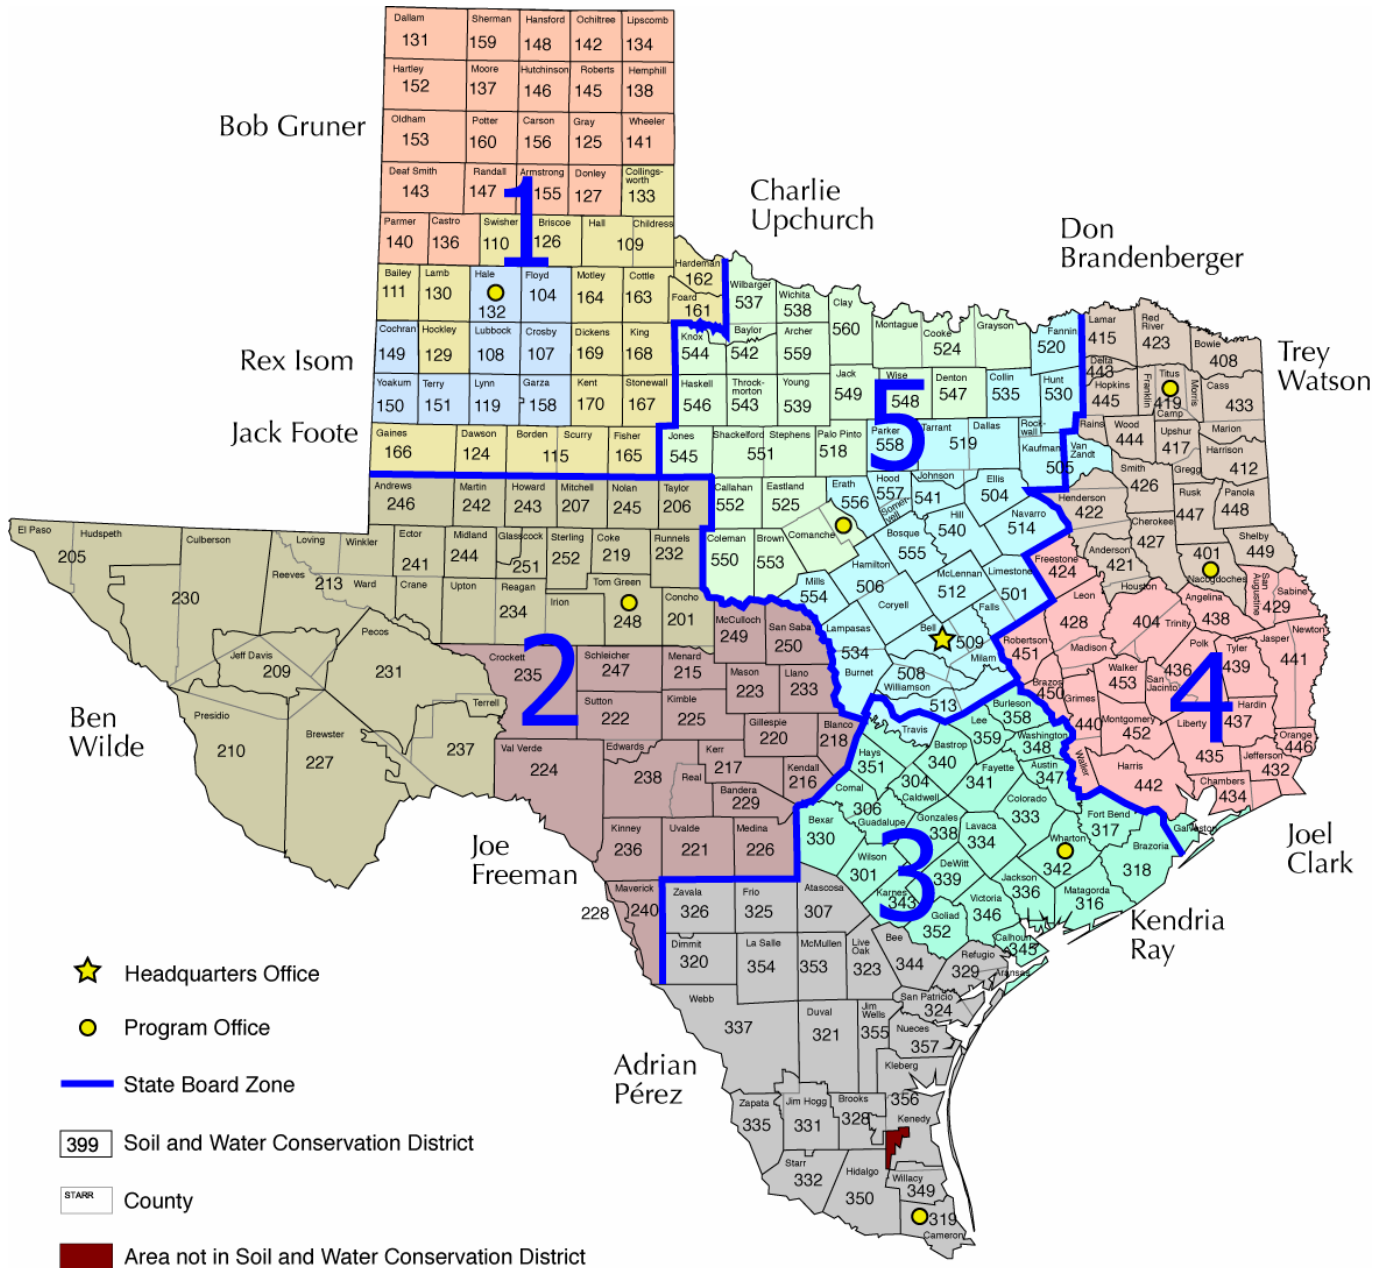 Dallam
131
Sherman
159
Hansford
148
Ochiltree
142
Lipscomb
134
Hartley
152
Moore
137
Hutchinson
146
Roberts
145
Hemphill
138
Bob Gruner
Oldham
153
Potter
160
Carson
156
Gray
125
Wheeler
141
Deaf Smith
143
Randall
147
Armstrong
155
Donley
127
Collings-
worth
133
1
Parmer
140
Castro
136
Swisher
110
Briscoe
126
Hall
109
Childress
Charlie
Upchurch
Don
Brandenberger
Bailey
111
Lamb
130
Hale
132
Floyd
104
Motley
164
Cottle
163
Hardeman
162
Foard
161
Rex Isom
Cochran
149
Hockley
129
Lubbock
108
Crosby
107
Dickens
169
King
168
Jack Foote
Yoakum
150
Terry
151
Lynn
119
Garza
158
Kent
170
Stonewall
167
Gaines
166
Dawson
124
Borden
115
Scurry
Fisher
165
Wilbarger
537
Wichita
538
Clay
560
Montague
Cooke
524
Grayson
Fannin
520
Knox
544
Baylor
542
Archer
559
Haskell
546
Throck-
morton
543
Young
539
Jack
549
Wise
548
Denton
547
Collin
535
Hunt
530
5
Jones
545
Shackelford
551
Stephens
Palo Pinto
518
Parker
558
Tarrant
519
Dallas
Rock-
wall
Kaufman
505
Van
Zandt
Callahan
552
Eastland
525
Erath
556
Hood
557
Somer-
vell
Johnson
541
Ellis
504
Navarro
514
Hill
540
Coleman
550
Brown
553
Comanche
Bosque
555
Hamilton
506
McLennan
512
Limestone
501
Mills
554
Coryell
Falls
Bell
509
Lampasas
534
Milam
Burnet
508
Williamson
513
Travis
Trey
Watson
Lamar
415
Red
River
423
Bowie
408
Delta
443
Hopkins
445
Franklin
Titus
419
Morris
Cass
433
Camp
Rains
Wood
444
Upshur
417
Marion
Harrison
412
Gregg
Smith
426
Rusk
447
Panola
448
Henderson
422
Cherokee
427
Shelby
449
Anderson
421
401
Nacogdoches
San
Augustine
Sabine
429
Freestone
424
Leon
428
Houston
404
Trinity
Angelina
438
Robertson
451
Madison
Polk
436
Tyler
439
Jasper
Newton
441
Walker
453
San
Jacinto
4
Brazos
450
Grimes
440
Montgomery
452
Liberty
435
Hardin
437
Orange
446
Jefferson
432
Waller
Harris
442
Chambers
434
Joel
Clark
Andrews
246
Martin
242
Howard
243
Mitchell
207
Nolan
245
Taylor
206
El Paso
205
Hudspeth
Culberson
230
Loving
Winkler
Reeves
213
Ward
Ector
241
Crane
Midland
244
Glasscock
251
Sterling
252
Coke
219
Runnels
232
Upton
Reagan
234
Irion
Tom Green
248
Concho
201
Jeff Davis
209
Pecos
231
Terrell
237
Presidio
210
Brewster
227
Ben
Wilde
2
Crockett
235
Schleicher
247
Menard
215
McCulloch
249
San Saba
250
Sutton
222
Kimble
225
Mason
223
Llano
233
Gillespie
220
Blanco
218
Val Verde
224
Edwards
238
Real
Kerr
217
Kendall
216
Bandera
229
Joe
Freeman
Kinney
236
Uvalde
221
Medina
226
Maverick
228
240
Hays
351
Comal
306
Caldwell
304
Bastrop
340
Lee
359
Burleson
358
Washington
348
Fayette
341
Austin
347
Colorado
333
Bexar
330
Guadalupe
Gonzales
338
Lavaca
334
Wharton
342
Fort Bend
317
Galveston
Brazoria
318
3
Wilson
301
Karnes
343
DeWitt
339
Jackson
336
Matagorda
316
Victoria
346
Goliad
352
Calhoun
345
Kendria
Ray
Zavala
326
Frio
325
Atascosa
307
Dimmit
320
La Salle
354
McMullen
353
Live
Oak
323
Bee
344
Refugio
329
Aransas
San Patricio
324
Webb
337
Duval
321
Jim
Wells
355
Nueces
357
Kleberg
356
Adrian
Pérez
Zapata
335
Jim Hogg
331
Brooks
328
Kenedy
Starr
332
Hidalgo
350
Willacy
349
319
Cameron
Headquarters Office
Program Office
State Board Zone
399
Soil and Water Conservation District
STARR
County
Area not in Soil and Water Conservation District